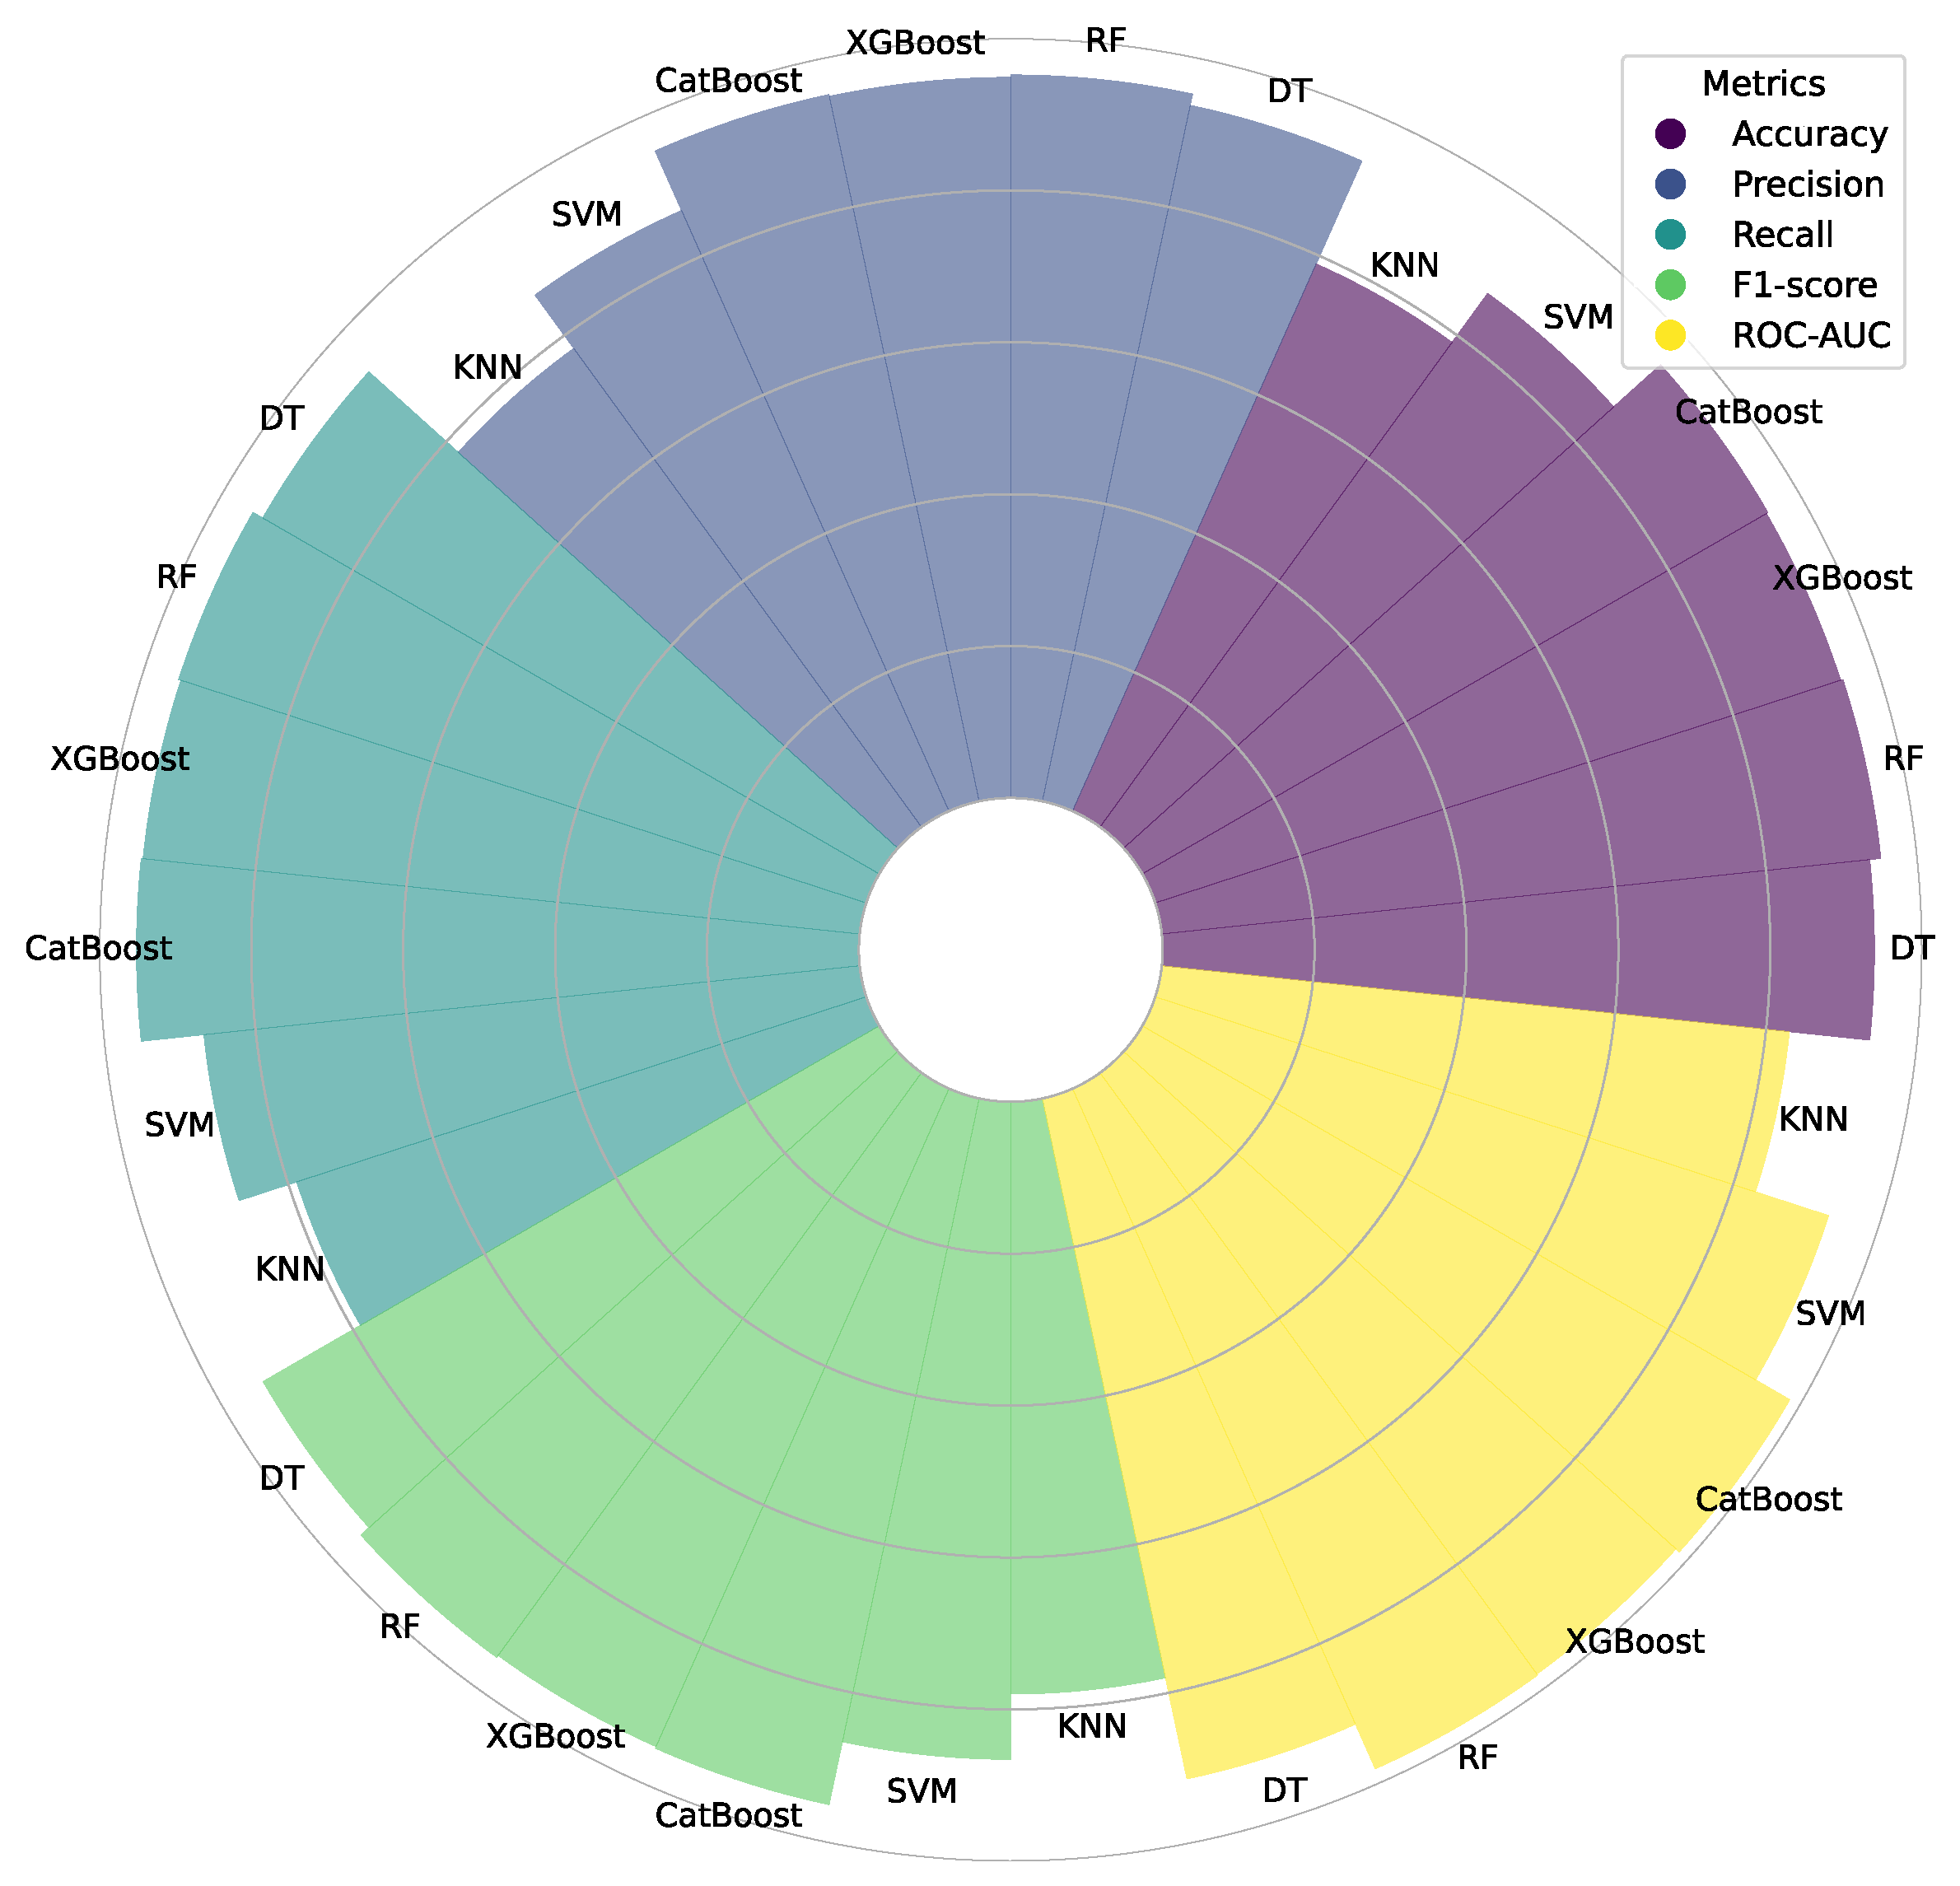 XGBoost
RF
CatBoost
DT
SVM
KNN
KNN
SVM
DT
CatBoost
RF
XGBoost
XGBoost
RF
CatBoost
DT
SVM
KNN
KNN
SVM
DT
CatBoost
RF
XGBoost
XGBoost
KNN
RF
CatBoost
SVM
DT
Metrics
Accuracy
Precision
Recall
F1-score
ROC-AUC